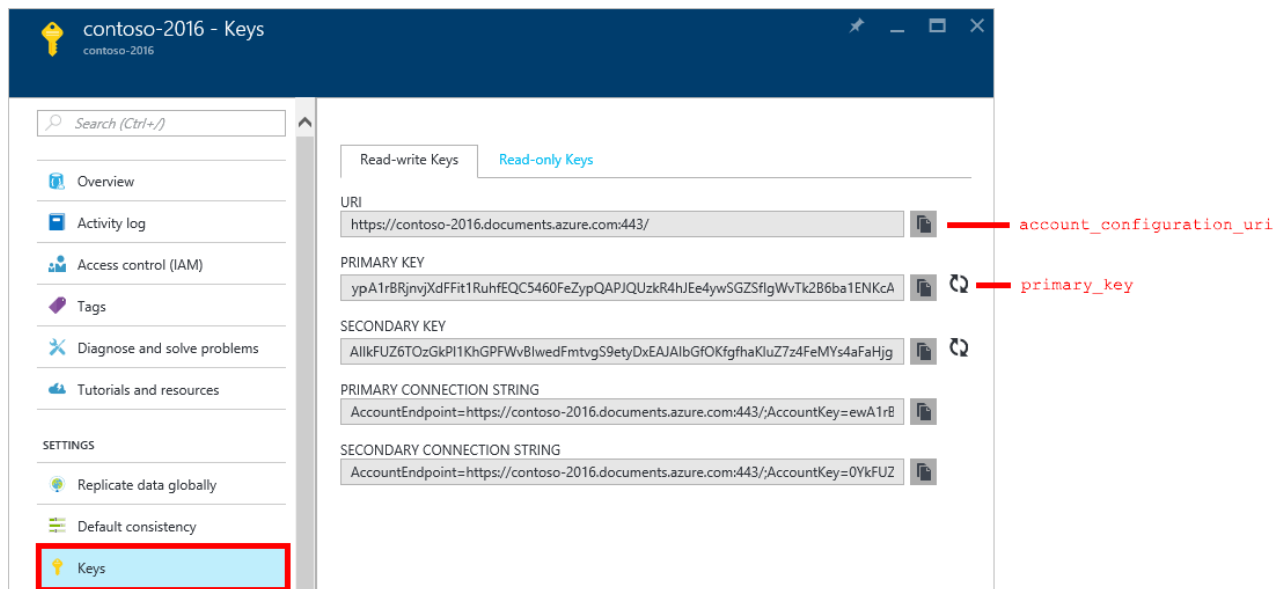 contoso-2016 - Keys
contoso-2016
Search (Ctrl+/)
Overview
Activity log
Access control (IAM)
Tags
Diagnose and solve problems
Tutorials and resources
SETTINGS
Replicate data globally
Default consistency
Keys
Read-write Keys Read-only Keys
URI
https://contoso-2016.documents.azure.com:443/
account_configuration_uri
PRIMARY KEY
ypA1rBRjnvjXdFFit1RuhfEQC5460FeZypQAPJQUzkR4hJEe4ywSGZSfIgWvTk2B6ba1ENKcA
primary_key
SECONDARY KEY
AIlkFUZ6TOzGkPI1KhGPFWvBIwedFmtvgS9etyDxEAJAIbGfOKfgfhaKluZ7z4FeMYs4aFaHjg
PRIMARY CONNECTION STRING
AccountEndpoint=https://contoso-2016.documents.azure.com:443/;AccountKey=ewA1rB
SECONDARY CONNECTION STRING
AccountEndpoint=https://contoso-2016.documents.azure.com:443/;AccountKey=0YkFUZ